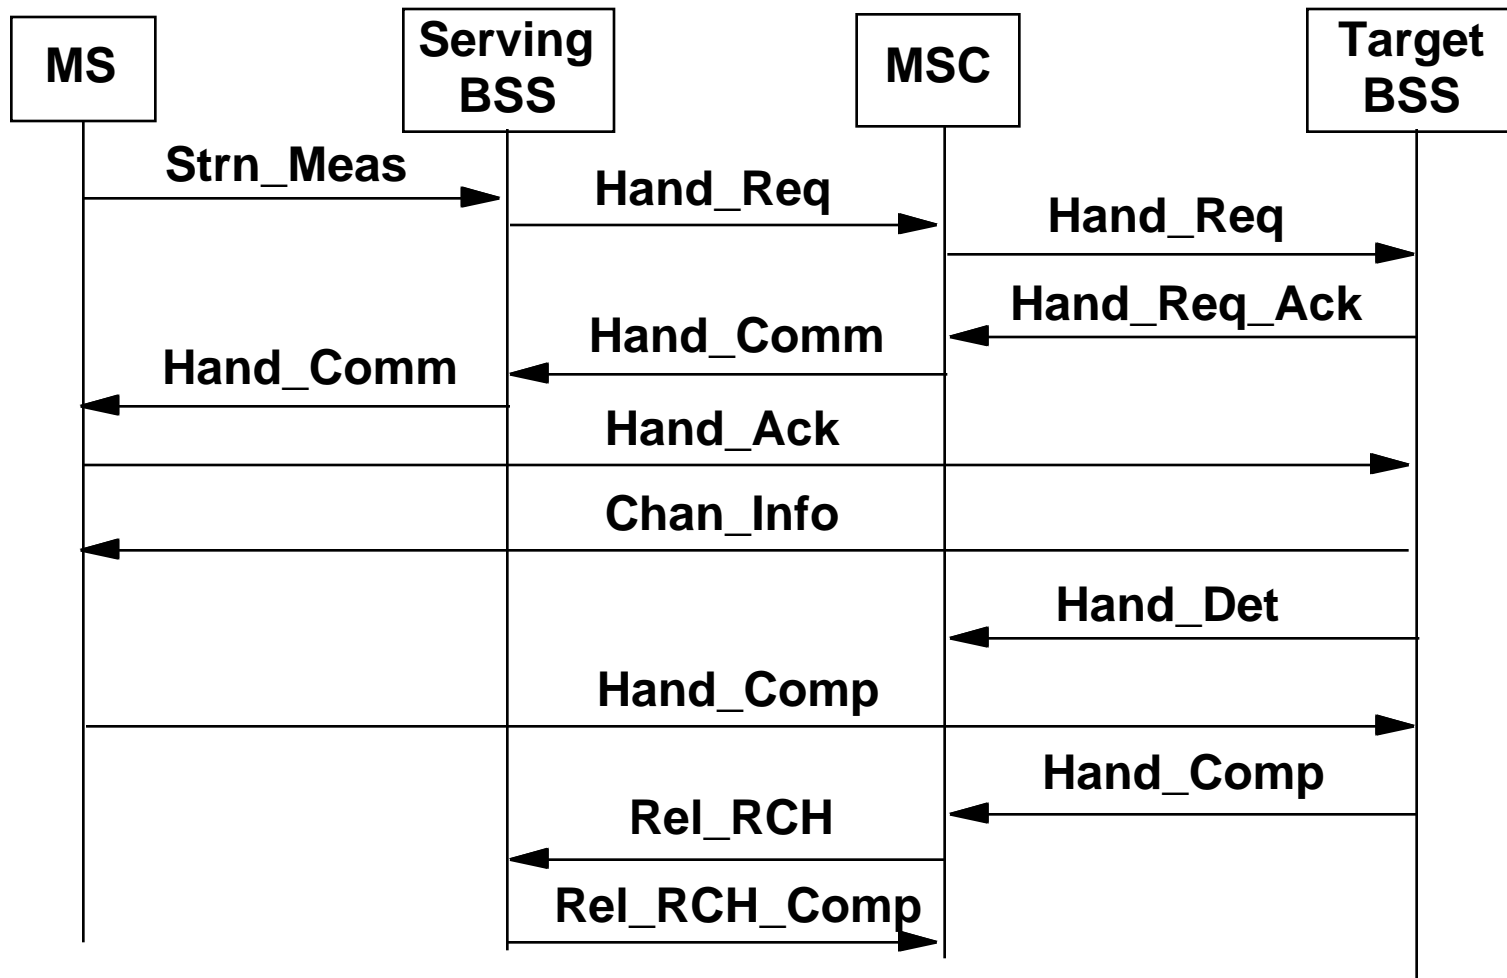 MS
Serving
BSS
MSC
Target
BSS
Strn_Meas
Hand_Req
Hand_Req
Hand_Req_Ack
Hand_Comm
Hand_Comm
Hand_Ack
Chan_Info
Hand_Det
Hand_Comp
Hand_Comp
Rel_RCH
Rel_RCH_Comp